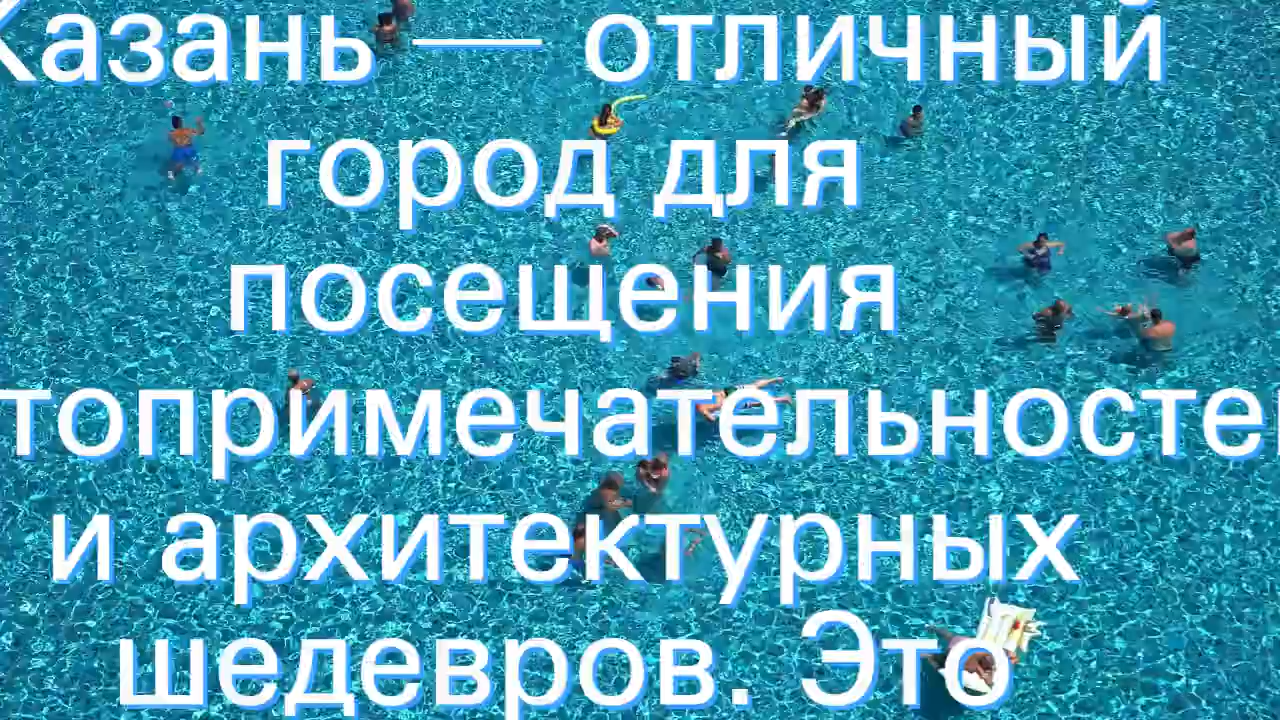 Казань — отличный
город для
посещения
топримечательносте
и архитектурных
шедевров. Это